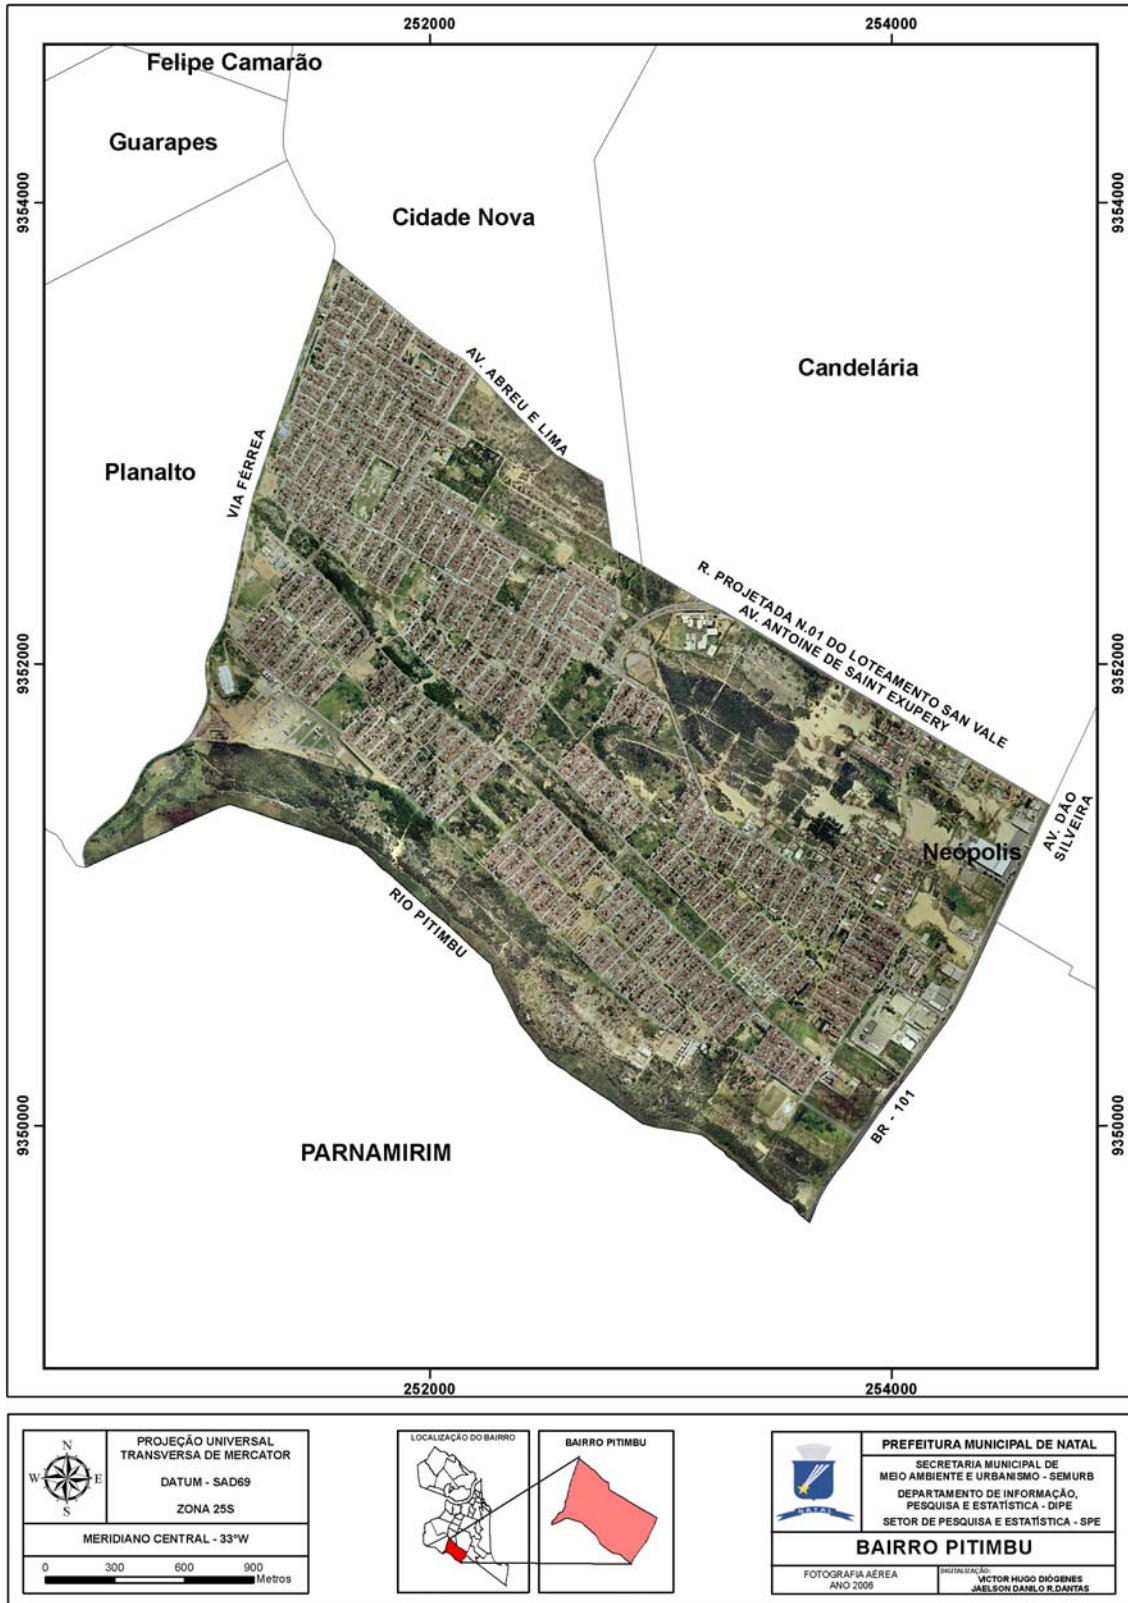 252000
254000
Felipe Camarão
Guarapes
9354000
9354000
Cidade Nova
AV. ABREU E LIMA
Candelária
VIA FÉRREA
Planalto
R. PROJETADA N.01 DO LOTEAMENTO SAN VALE
AV. ANTOINE DE SAINT EXUPERY
9352000
9352000
AV. DÃO
SILVEIRA
Neópolis
RIO PITIMBU
BR - 101
9350000
9350000
PARNAMIRIM
252000
254000
N
W
E
S
PROJEÇÃO UNIVERSAL
TRANSVERSA DE MERCATOR
DATUM - SAD69
ZONA 25S
MERIDIANO CENTRAL - 33ºW
0 300 600 900
Metros
LOCALIZAÇÃO DO BAIRRO
BAIRRO PITIMBU
NATAL
PREFEITURA MUNICIPAL DE NATAL
SECRETARIA MUNICIPAL DE
MEIO AMBIENTE E URBANISMO - SEMURB
DEPARTAMENTO DE INFORMAÇÃO,
PESQUISA E ESTATÍSTICA - DIPE
SETOR DE PESQUISA E ESTATÍSTICA - SPE
BAIRRO PITIMBU
FOTOGRAFIA AÉREA
ANO 2006
DIGITALIZAÇÃO:
VICTOR HUGO DIÓGENES
JAELSON DANILO R.DANTAS